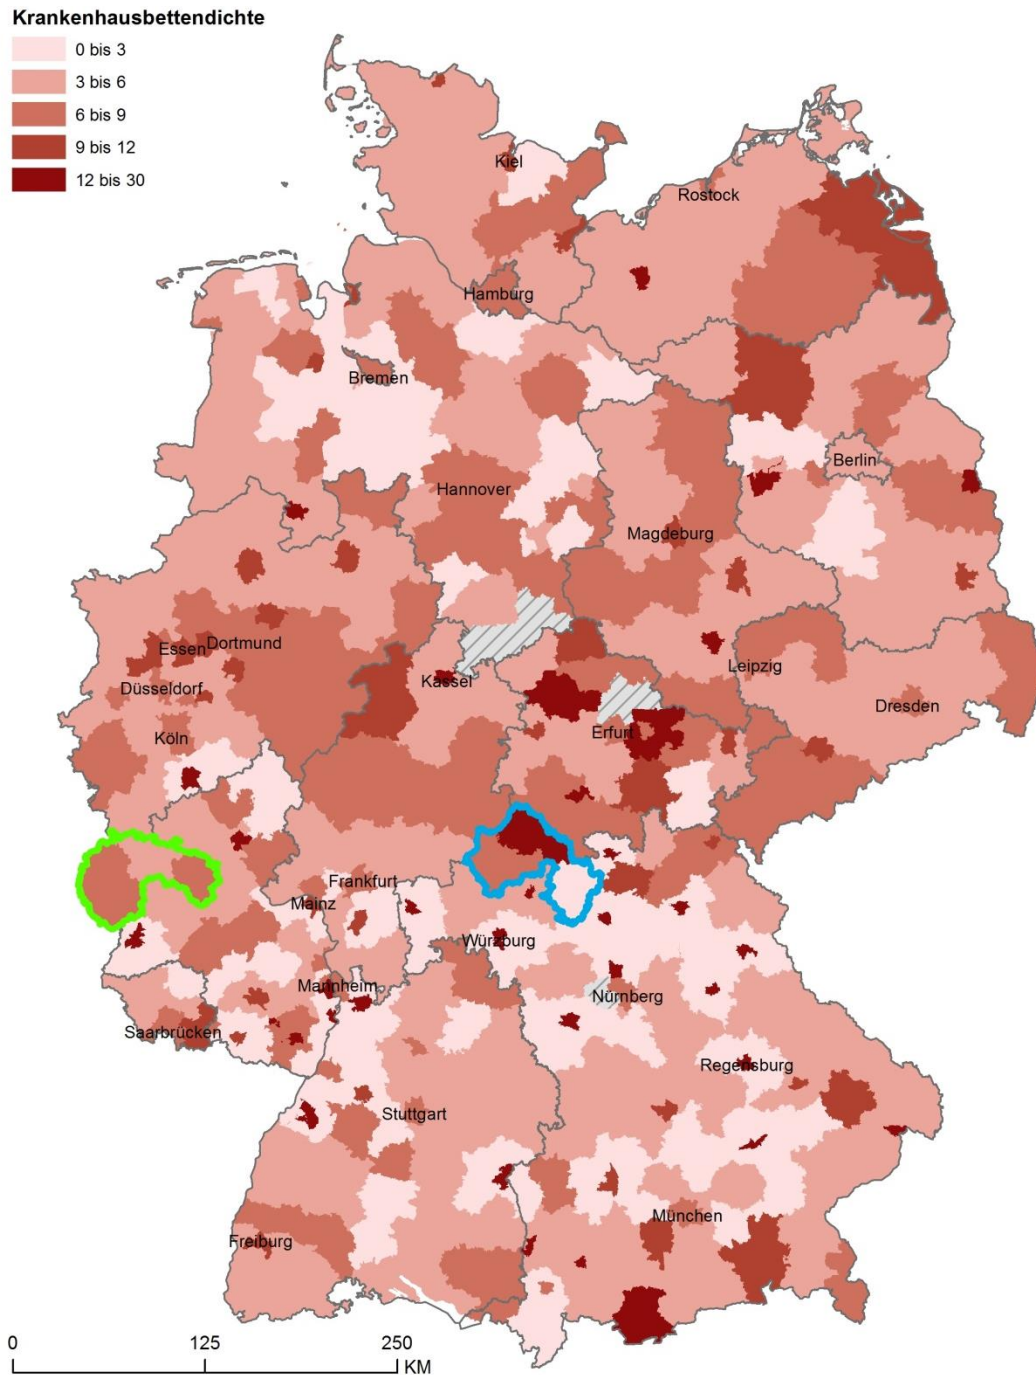 Krankenhausbettendichte
0 bis 3
3 bis 6
6 bis 9
9 bis 12
12 bis 30
Kiel
Rostock
Hamburg
Bremen
Berlin
Hannover
Magdeburg
Essen
Dortmund
Leipzig
Kassel
Düsseldorf
Dresden
Erfurt
Köln
Frankfurt
Mainz
Würzburg
Mannheim
Nürnberg
Saarbrücken
Regensburg
Stuttgart
München
Freiburg
0 125 250
KM